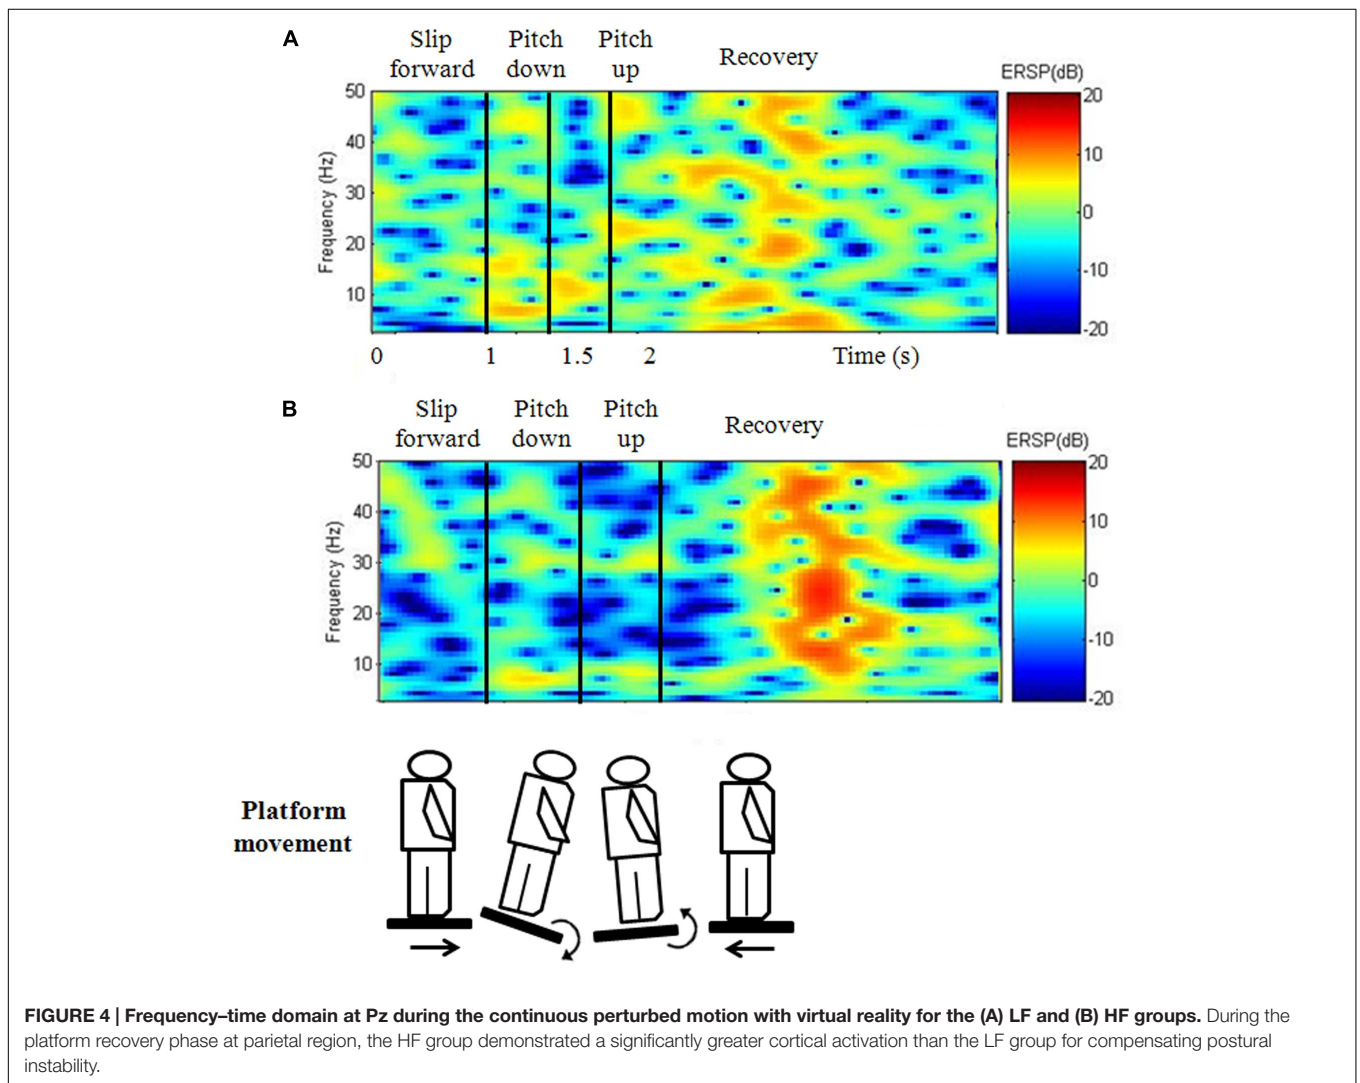 A
Slip forward
Pitch down
Pitch up
Recovery
ERSP(dB)
50
40
30
20
10
Frequency (Hz)
20
10
0
-10
-20
0 1 1.5 2 Time (s)
B
Slip forward
Pitch down
Pitch up
Recovery
ERSP(dB)
50
40
30
20
10
Frequency (Hz)
20
10
0
-10
-20
Platform
movement
FIGURE 4 | Frequency–time domain at Pz during the continuous perturbed motion with virtual reality for the (A) LF and (B) HF groups. During the
platform recovery phase at parietal region, the HF group demonstrated a significantly greater cortical activation than the LF group for compensating postural
instability.